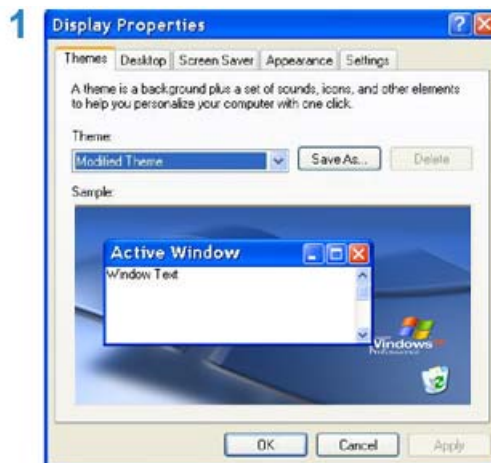 1
Display Properties
Themes Desktop Screen Saver Appearance Settings
A theme is a background plus a set of sounds, icons, and other elements
to help you personalize your computer with one click.
Theme:
Modified Theme
Save As...
Delete
Sample:
Active Window
Window Text
Windows
Professional
OK Cancel Apply